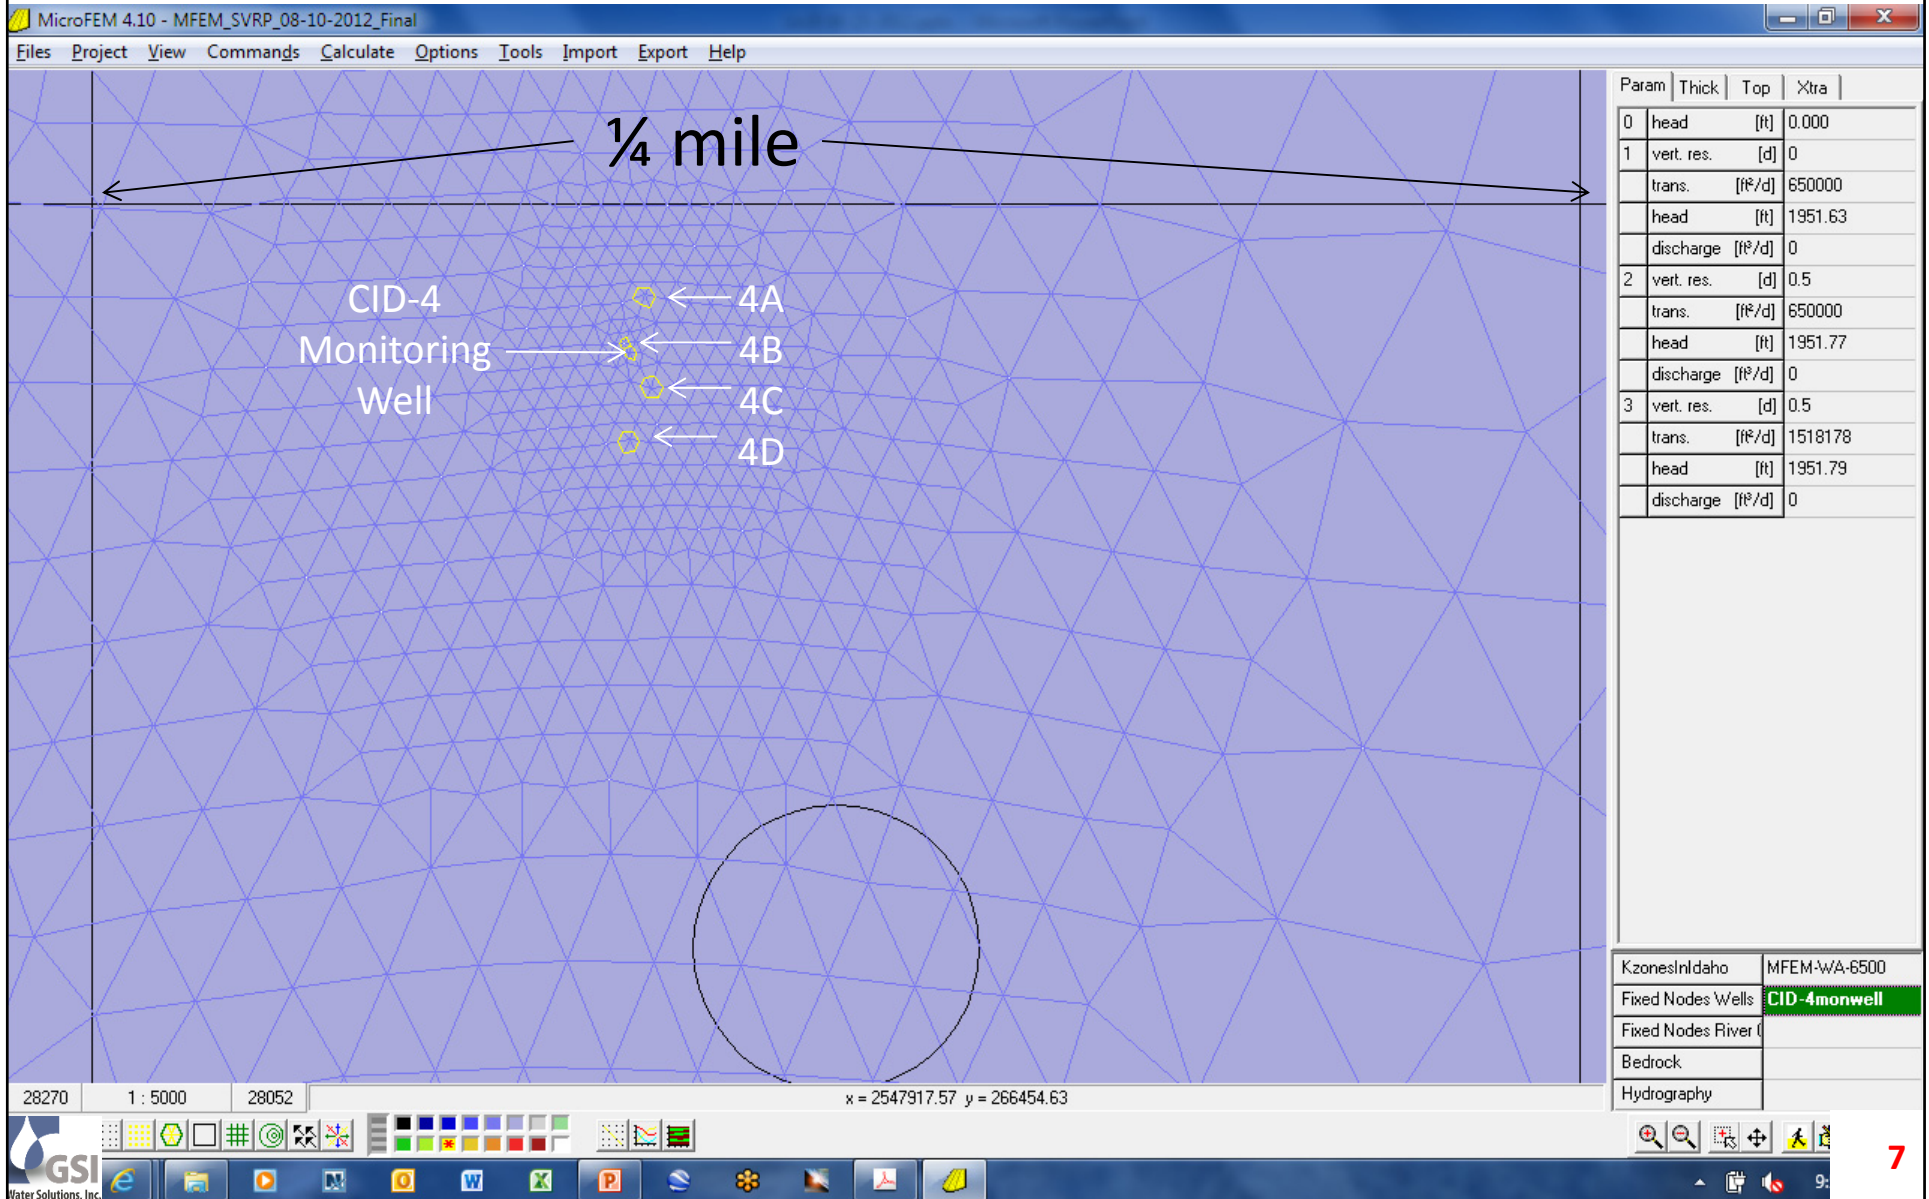 MicroFEM 4.10 - MFEM_SVRP_08-10-2012_Final
Files Project View Commands Calculate Options Tools Import Export Help
Param Thick Top Xtra
0 head [ft] 0.000
1 vert. res. [d] 0
trans. [ft²/d] 650000
head [ft] 1951.63
discharge [ft³/d] 0
2 vert. res. [d] 0.5
trans. [ft²/d] 650000
head [ft] 1951.77
discharge [ft³/d] 0
3 vert. res. [d] 0.5
trans. [ft²/d] 1518178
head [ft] 1951.79
discharge [ft³/d] 0
¼ mile
CID-4
Monitoring
Well
4A
4B
4C
4D
KzonesInIdaho MFEM-WA-6500
Fixed Nodes Wells CID-4monwell
Fixed Nodes River
Bedrock
Hydrography
28270 1 : 5000 28052 x = 2547917.57 y = 266454.63
GSI
Water Solutions, Inc.
9:
7